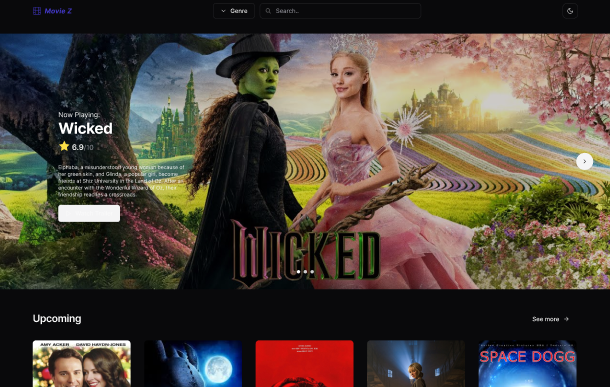 Movie Z
Genre
Search..
Now Playing:
Wicked
6.9/10
Elphaba, a misunderstood young woman because of
her green skin, and Glinda, a popular girl, become
friends at Shiz University in the Land of Oz. After an
encounter with the Wonderful Wizard of Oz, their
friendship reaches a crossroads.
WICKED
Upcoming
See more
AMY ACKER DAVID HAYDN-JONES
SPACE DOGG